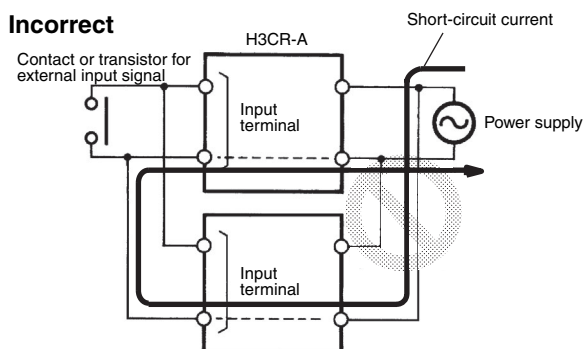 Incorrect
Short-circuit current
H3CR-A
Contact or transistor for
external input signal
Input
terminal
Power supply
Input
terminal